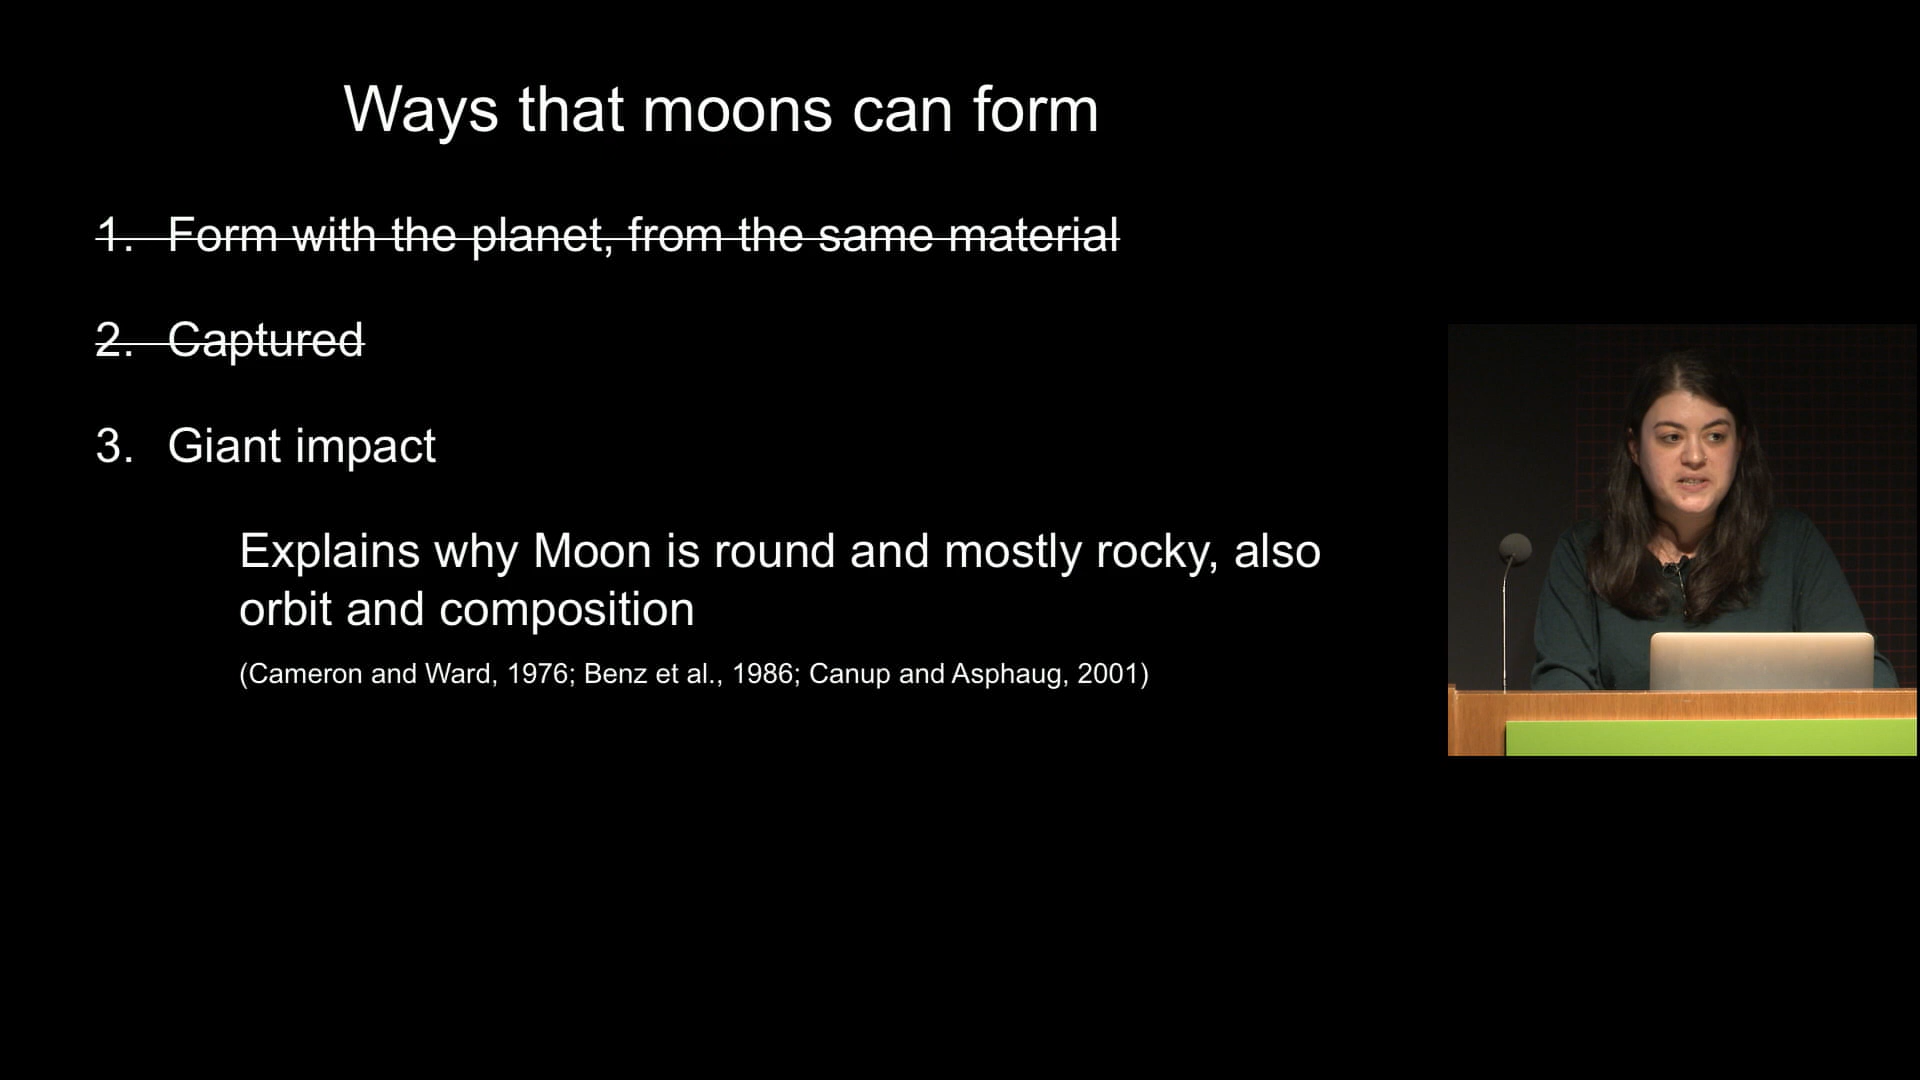 Ways that moons can form
1. Form with the planet, from the same material
2. Captured
3. Giant impact
Explains why Moon is round and mostly rocky, also
orbit and composition
(Cameron and Ward, 1976; Benz et al., 1986; Canup and Asphaug, 2001)